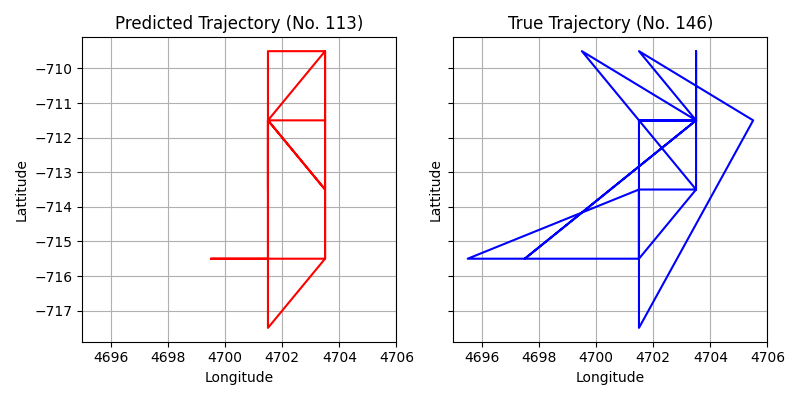 Predicted Trajectory (No. 113)
True Trajectory (No. 146)
−710
−711
−712
−713
−714
−715
−716
−717
Lattitude
Lattitude
4696 4698 4700 4702 4704 4706
4696 4698 4700 4702 4704 4706
Longitude
Longitude